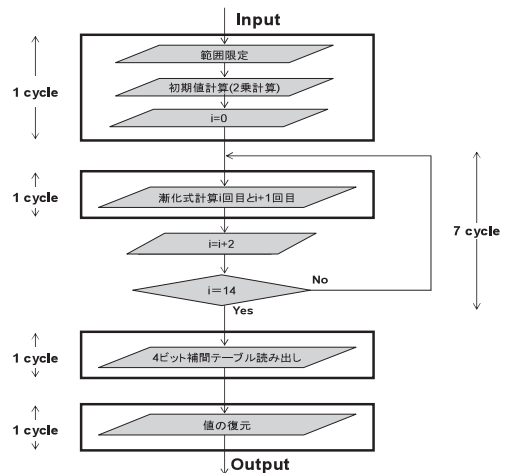 Input
範囲限定
初期値計算(2乗計算)
1 cycle
i=0
漸化式計算i回目とi+1回目
1 cycle
i=i+2
7 cycle
i=14
No
Yes
4ビット補間テーブル読み出し
1 cycle
値の復元
1 cycle
Output